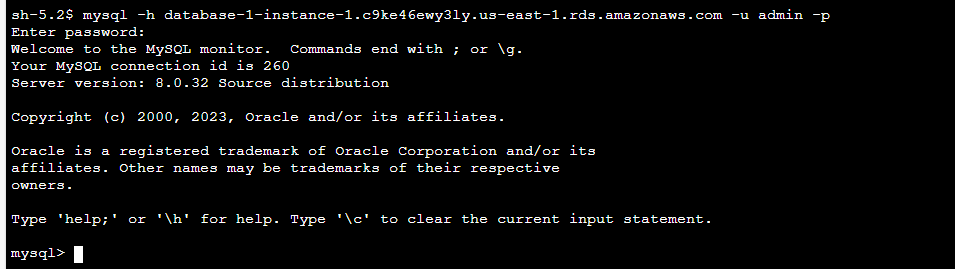 sh-5.2$ mysql -h database-1-instance-1.c9ke46ewy3ly.us-east-1.rds.amazonaws.com -u admin -p
Enter password:
Welcome to the MySQL monitor.  Commands end with ; or \g.
Your MySQL connection id is 260
Server version: 8.0.32 Source distribution
Copyright (c) 2000, 2023, Oracle and/or its affiliates.
Oracle is a registered trademark of Oracle Corporation and/or its
affiliates. Other names may be trademarks of their respective
owners.
Type 'help;' or '\h' for help. Type '\c' to clear the current input statement.
mysql>